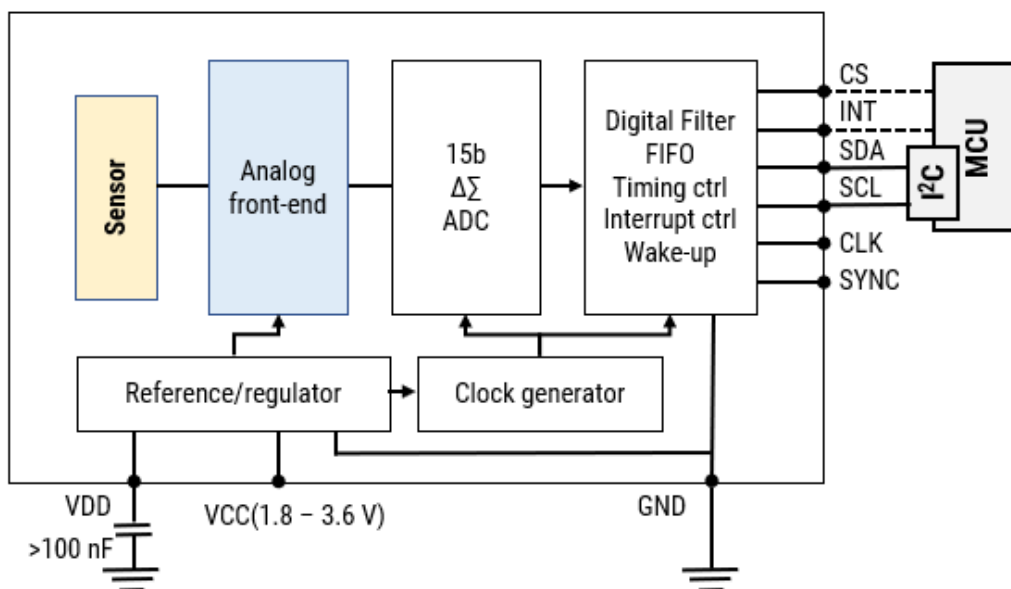 Sensor
Analog
front-end
15b
ΔΣ
ADC
Digital Filter
FIFO
Timing ctrl
Interrupt ctrl
Wake-up
CS
INT
SDA
SCL
CLK
SYNC
I²C
MCU
Reference/regulator
Clock generator
VDD
>100 nF
VCC(1.8 – 3.6 V)
GND